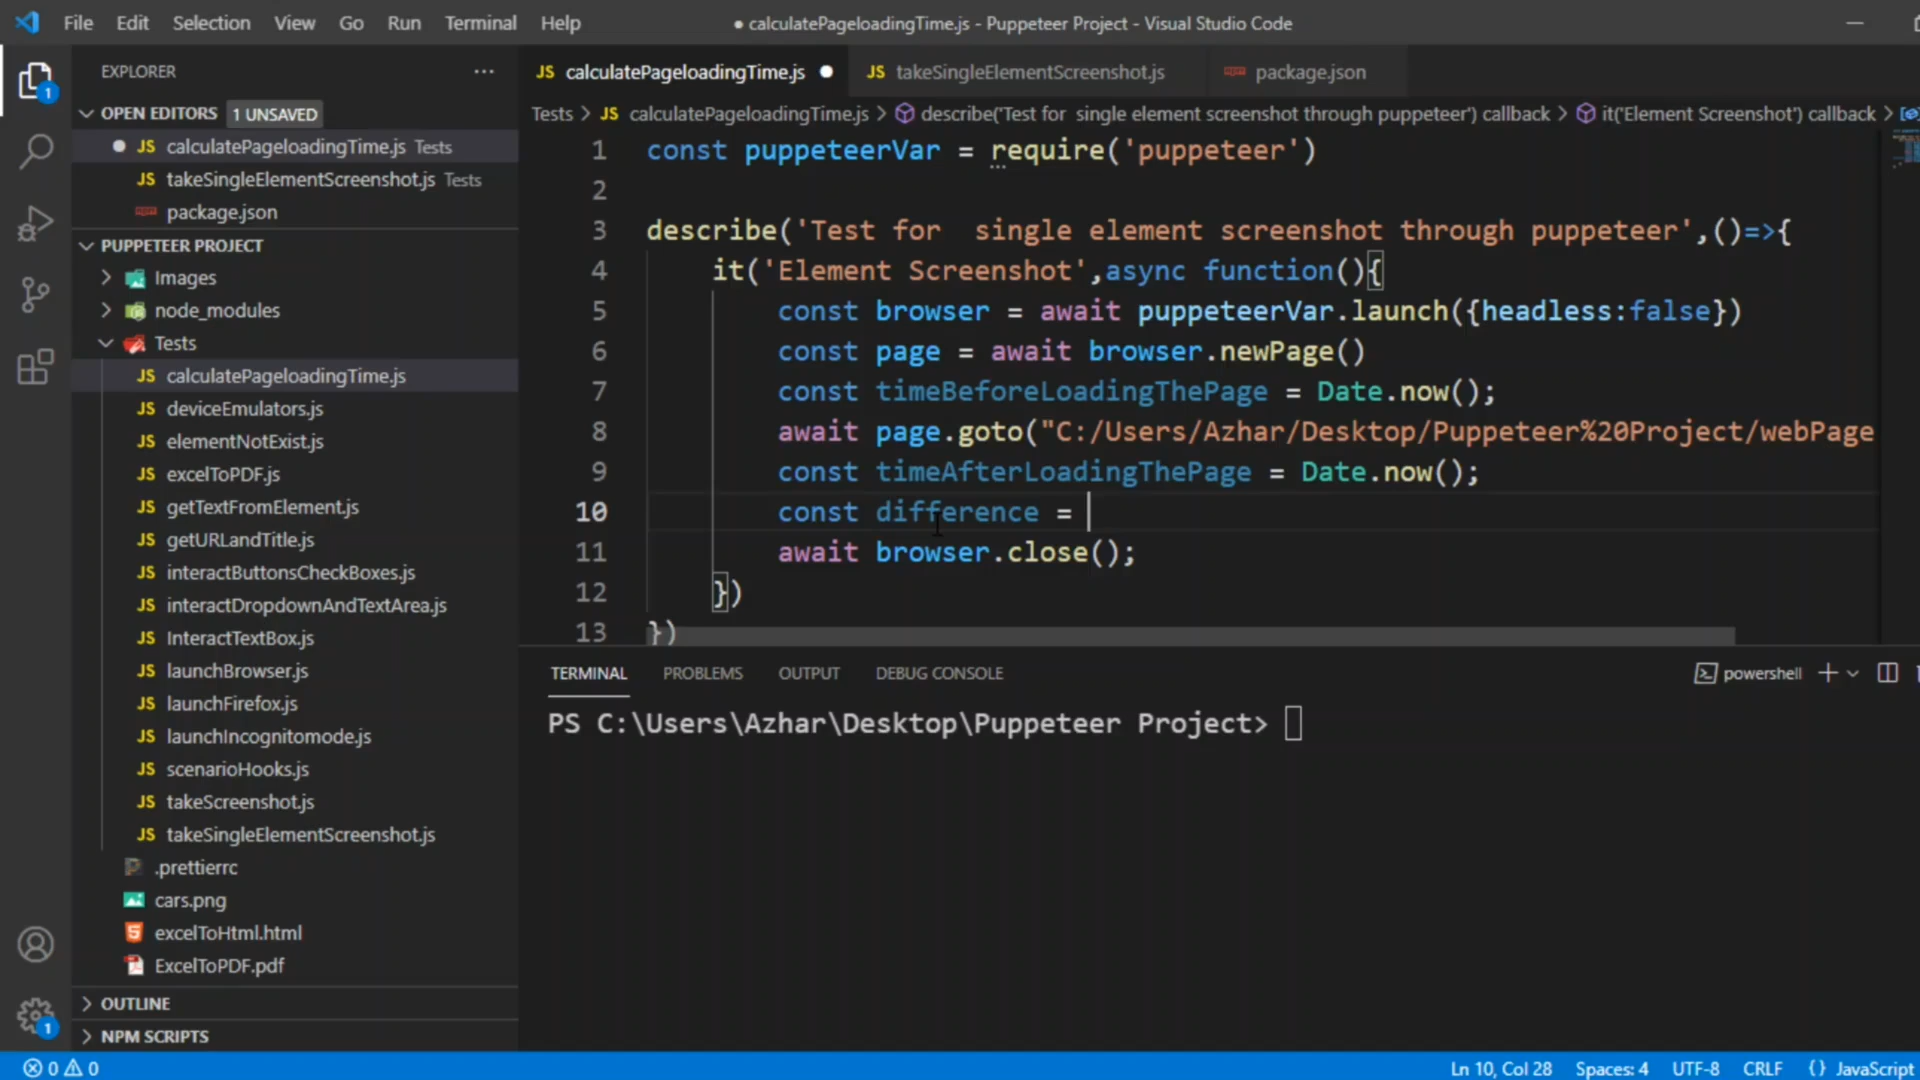 File Edit Selection View Go Run Terminal Help
● calculatePageloadingTime.js - Puppeteer Project - Visual Studio Code
EXPLORER
OPEN EDITORS 1 UNSAVED
JS calculatePageloadingTime.js Tests
JS takeSingleElementScreenshot.js Tests
package.json
PUPPETEER PROJECT
Images
node_modules
Tests
JS calculatePageloadingTime.js
JS deviceEmulators.js
JS elementNotExist.js
JS excelToPDF.js
JS getTextFromElement.js
JS getURLandTitle.js
JS interactButtonsCheckBoxes.js
JS interactDropdownAndTextArea.js
JS InteractTextBox.js
JS launchBrowser.js
JS launchFirefox.js
JS launchIncognitomode.js
JS scenarioHooks.js
JS takeScreenshot.js
JS takeSingleElementScreenshot.js
.prettierrc
cars.png
excelToHtml.html
ExcelToPDF.pdf
OUTLINE
NPM SCRIPTS
1
1
JS calculatePageloadingTime.js JS takeSingleElementScreenshot.js package.json
Tests > JS calculatePageloadingTime.js > describe('Test for single element screenshot through puppeteer') callback > it('Element Screenshot') callback >
1 const puppeteerVar = require('puppeteer')
2
3 describe('Test for  single element screenshot through puppeteer',()=>{
4 it('Element Screenshot',async function(){
5 const browser = await puppeteerVar.launch({headless:false})
6 const page = await browser.newPage()
7 const timeBeforeLoadingThePage = Date.now();
8 await page.goto("C:/Users/Azhar/Desktop/Puppeteer%20Project/webPage
9 const timeAfterLoadingThePage = Date.now();
10 const difference =
11 await browser.close();
12 })
13 })
TERMINAL PROBLEMS OUTPUT DEBUG CONSOLE
powershell
PS C:\Users\Azhar\Desktop\Puppeteer Project>
0 0
Ln 10, Col 28 Spaces: 4 UTF-8 CRLF {} JavaScript